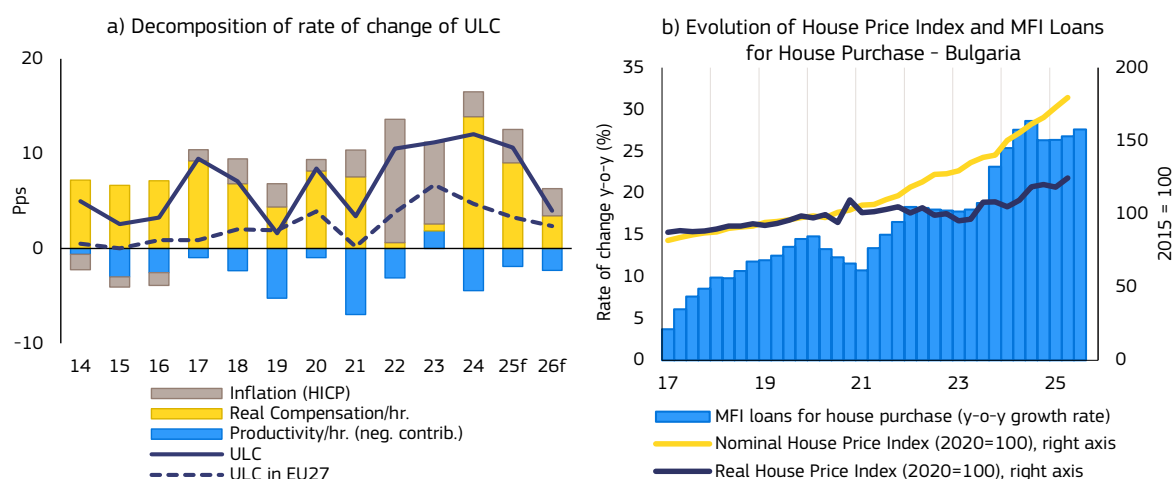 a) Decomposition of rate of change of ULC
20
10
0
-10
Pps
14 15 16 17 18 19 20 21 22 23 24 25f 26f
Inflation (HICP)
Real Compensation/hr.
Productivity/hr. (neg. contrib.)
ULC
ULC in EU27
b) Evolution of House Price Index and MFI Loans
for House Purchase - Bulgaria
35
30
25
20
15
10
5
0
Rate of change y-o-y (%)
200
150
100
50
0
2015 = 100
17 19 21 23 25
MFI loans for house purchase (y-o-y growth rate)
Nominal House Price Index (2020=100), right axis
Real House Price Index (2020=100), right axis